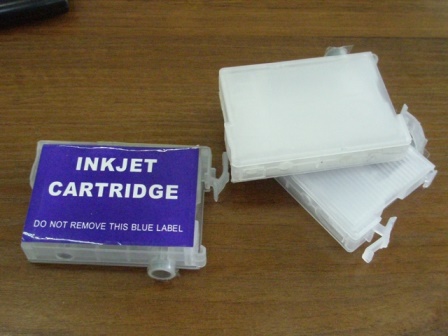 INKJET
CARTRIDGE
DO NOT REMOVE THIS BLUE LABEL